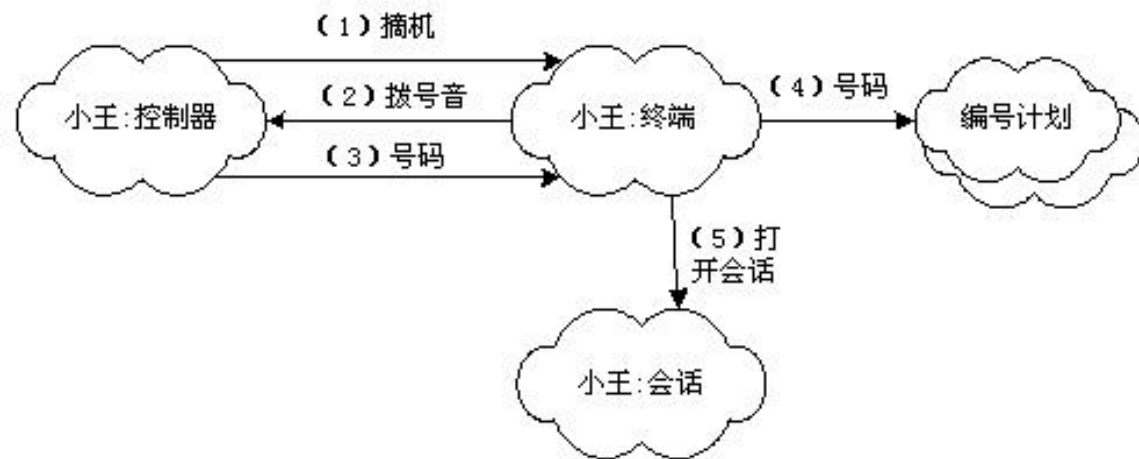 （1）摘机
小王:控制器
（2）拨号音
小王:终端
（4）号码
编号计划
（3）号码
（5）打
开会话
小王:会话